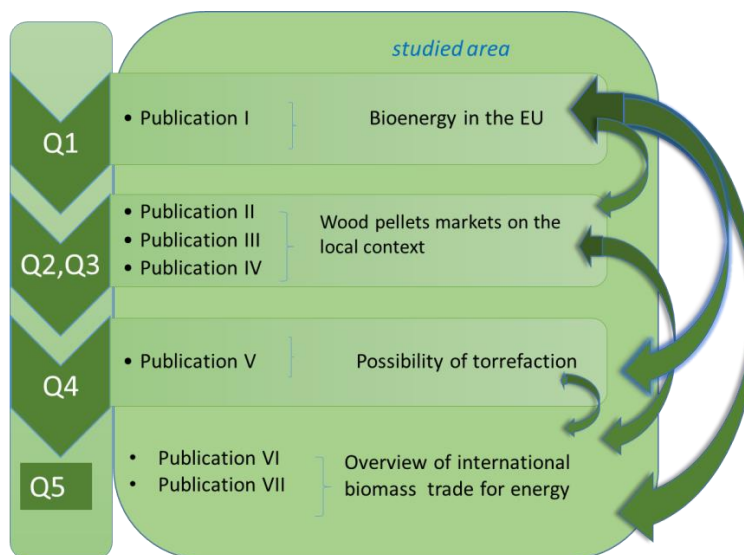 studied area
Q1
• Publication I
Bioenergy in the EU
Q2,Q3
• Publication II
• Publication III
• Publication IV
Wood pellets markets on the
local context
Q4
• Publication V
Possibility of torrefaction
Q5
• Publication VI
• Publication VII
Overview of international
biomass trade for energy